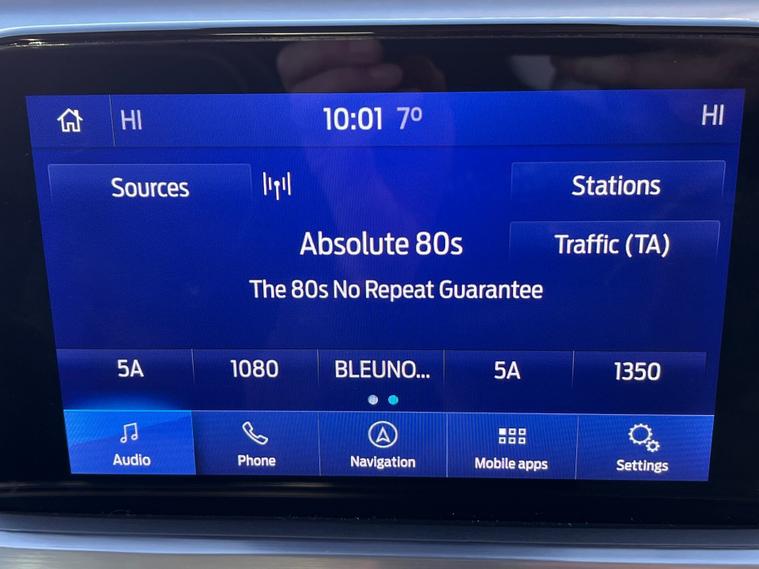 HI 10:01 7º HI
Sources Stations
Absolute 80s Traffic (TA)
The 80s No Repeat Guarantee
5A 1080 BLEUNO... 5A 1350
Audio Phone Navigation Mobile apps Settings